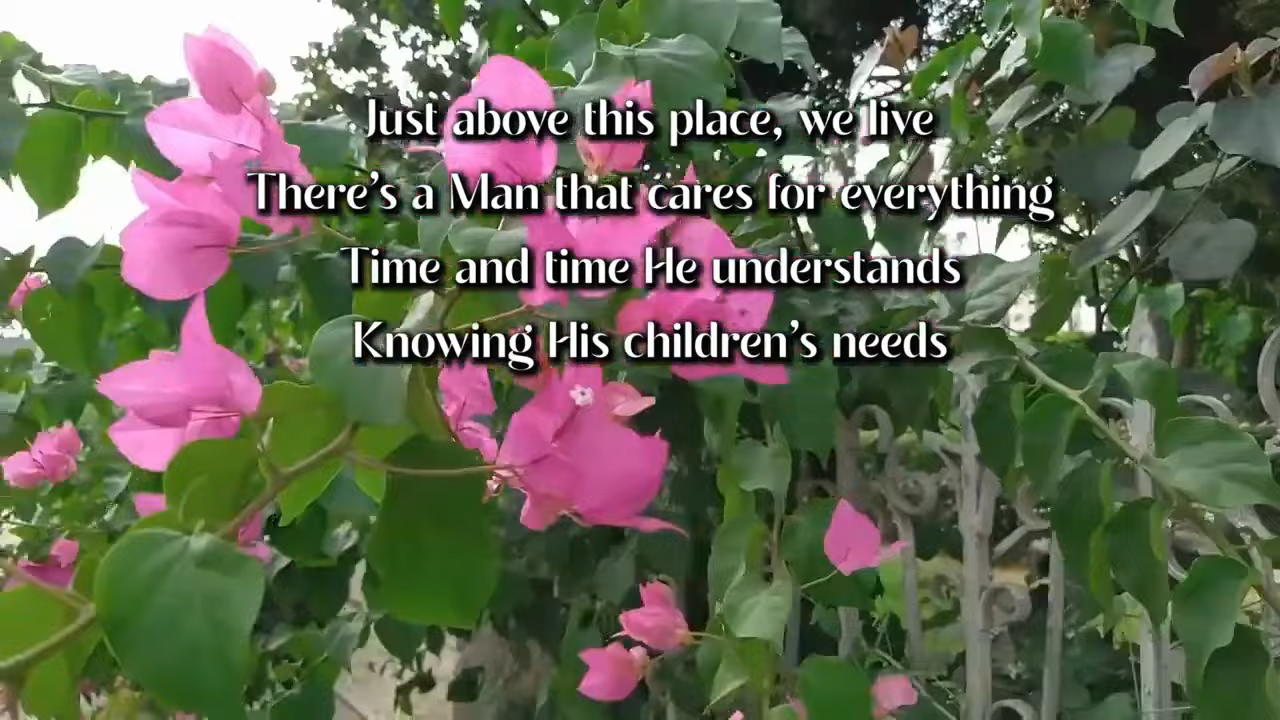 Just above this place, we live
There's a Man that cares for everything
Time and time He understands
Knowing His children's needs